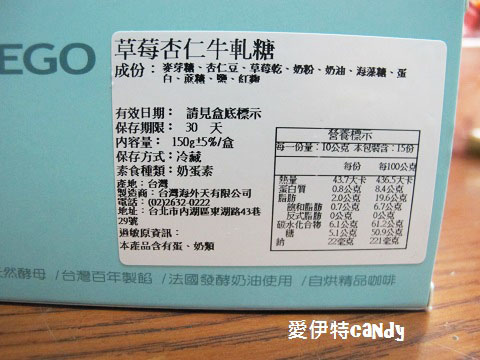 EGO
草莓杏仁牛軋糖
成份：麥芽糖、杏仁豆、草莓乾、奶粉、奶油、海藻糖、蛋
白、蔗糖、鹽、紅麴
有效日期： 請見盒底標示
保存期限： 30 天
內容量： 150g±5%/盒
保存方式：冷藏
素食種類：奶蛋素
產地：台灣
製造商：台灣海外天有限公司
電話：(02)2632-0222
地址：台北市內湖區東湖路43巷
29號
過敏原資訊：
本產品含有蛋、奶類
營養標示
每一份量：10公克 本包裝含：15份
每份 每100公克
熱量 43.7大卡 436.5大卡
蛋白質 0.8公克 8.4公克
脂肪 2.0公克 19.6公克
飽和脂肪 0.7公克 6.7公克
反式脂肪 0公克 0公克
碳水化合物 6.1公克 61.2公克
糖 5.1公克 50.9公克
鈉 22毫克 221毫克
天然酵母 /台灣百年製餡 /法國發酵奶油使用 /自烘精品咖啡
愛伊特candy